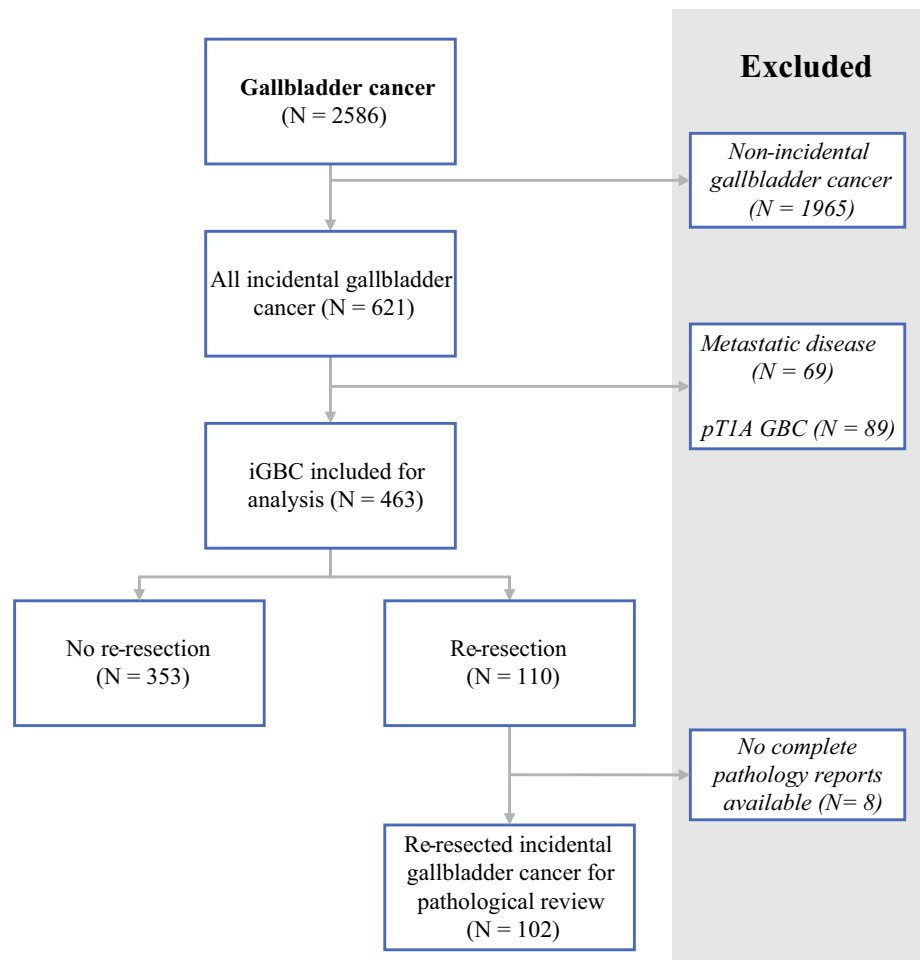 Excluded
Gallbladder cancer
(N = 2586)
Non-incidental
gallbladder cancer
(N = 1965)
All incidental gallbladder
cancer (N = 621)
Metastatic disease
(N = 69)
pT1A GBC (N = 89)
iGBC included for
analysis (N = 463)
No re-resection
(N = 353)
Re-resection
(N = 110)
No complete
pathology reports
available (N= 8)
Re-resected incidental
gallbladder cancer for
pathological review
(N = 102)